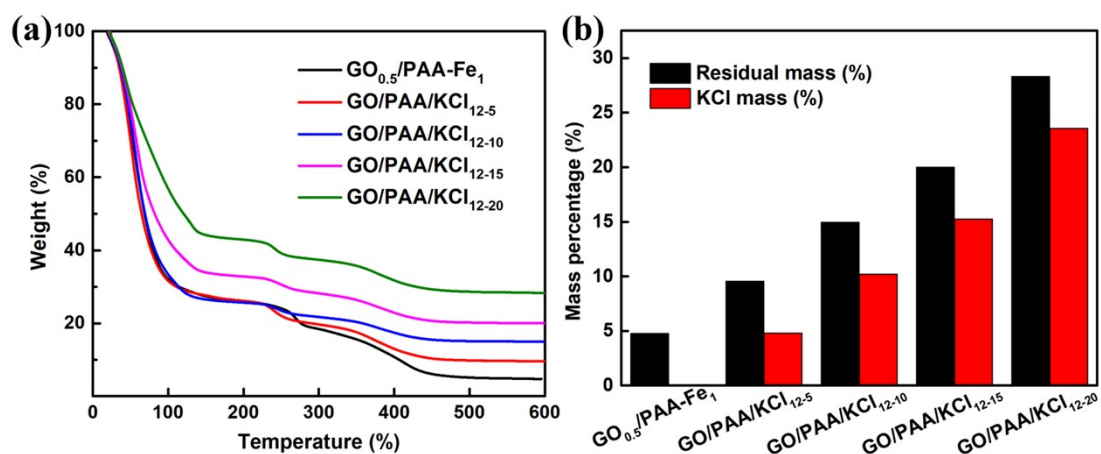 (a)
100
80
60
40
20
Weight (%)
0 100 200 300 400 500 600
Temperature (%)
GO₀.₅/PAA-Fe₁
GO/PAA/KCl₁₂₋₅
GO/PAA/KCl₁₂₋₁₀
GO/PAA/KCl₁₂₋₁₅
GO/PAA/KCl₁₂₋₂₀
(b)
30
25
20
15
10
5
0
Mass percentage (%)
Residual mass (%)
KCl mass (%)
GO₀.₅/PAA-Fe₁
GO/PAA/KCl₁₂₋₅
GO/PAA/KCl₁₂₋₁₀
GO/PAA/KCl₁₂₋₁₅
GO/PAA/KCl₁₂₋₂₀